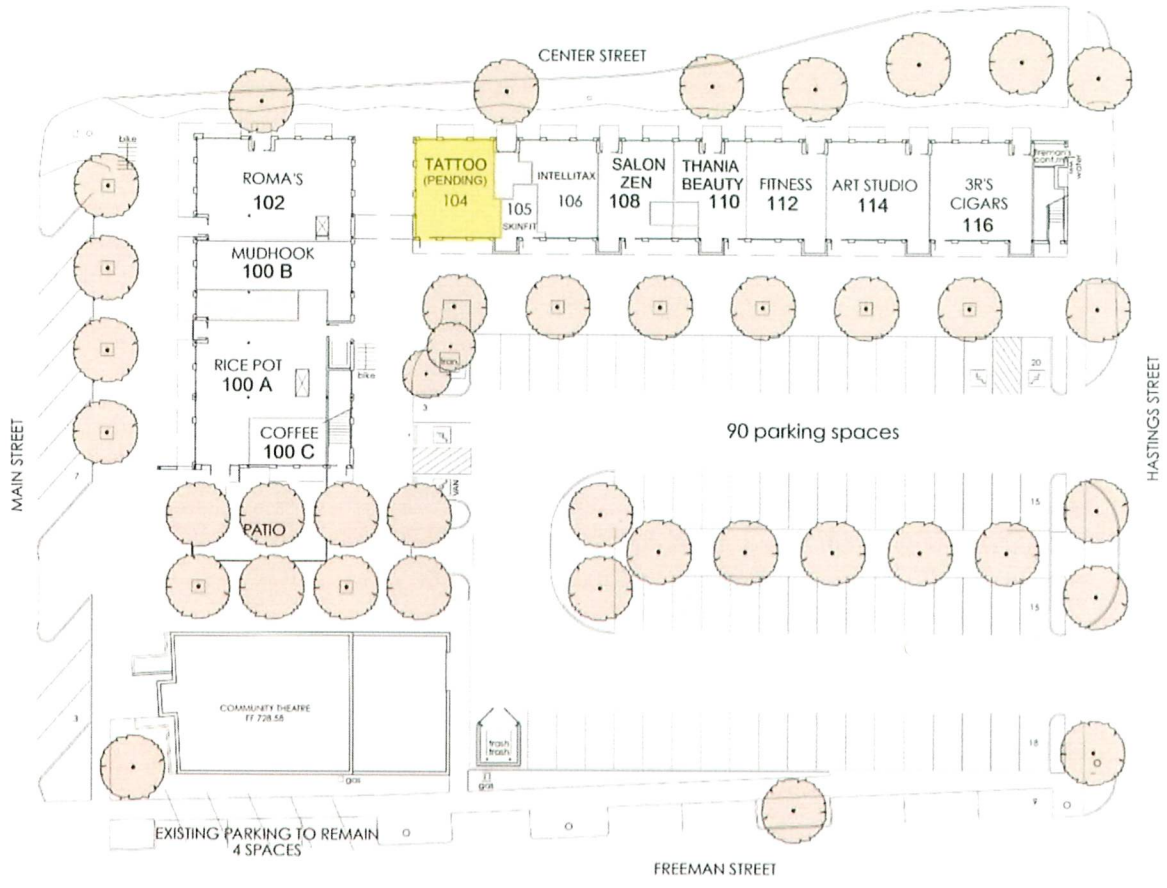 CENTER STREET
bike
ROMA'S
102
TATTOO
(PENDING)
104
105
SKINFIT
INTELLITAX
106
SALON
ZEN
108
THANIA
BEAUTY
110
FITNESS
112
ART STUDIO
114
3R'S
CIGARS
116
water
MUDHOOK
100 B
RICE POT
100 A
bike
COFFEE
100 C
tran.
3
VAN
20
90 parking spaces
MAIN STREET
HASTINGS STREET
7
PATIO
15
15
3
COMMUNITY THEATRE
FF 728.58
trash
trash
18
gas
gas
9
EXISTING PARKING TO REMAIN
4 SPACES
FREEMAN STREET